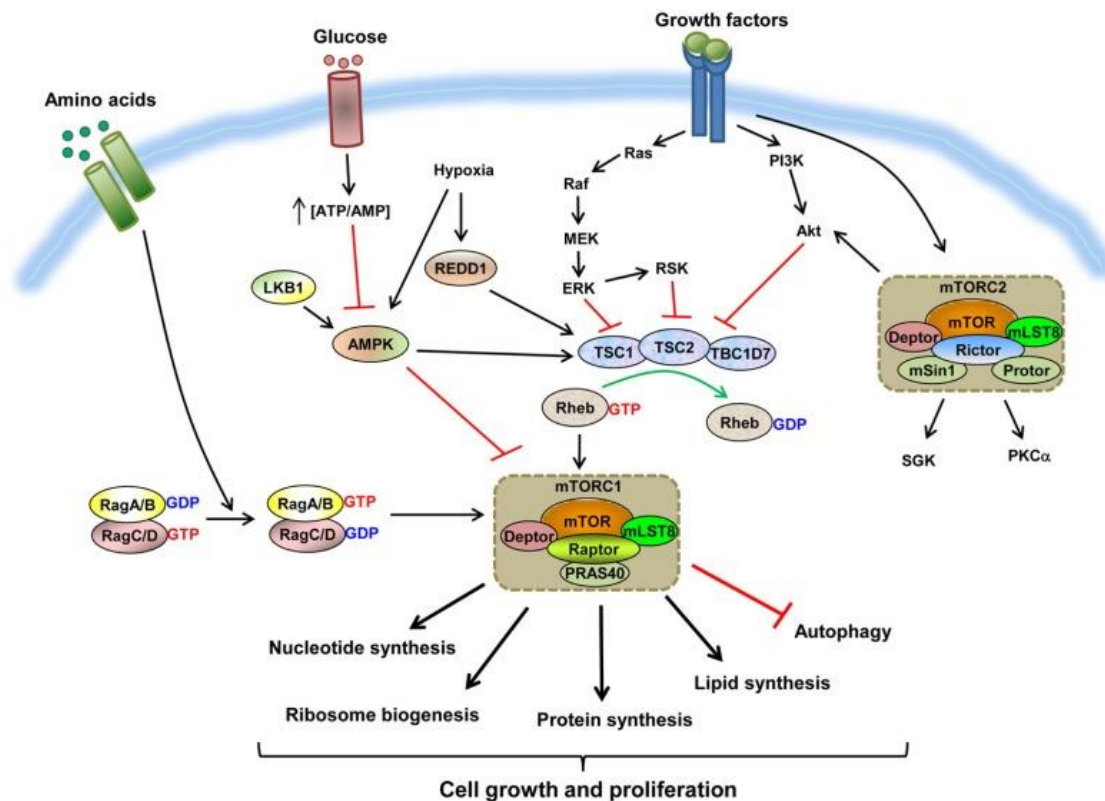 Growth factors
Glucose
Amino acids
Hypoxia
Ras
PI3K
Raf
↑ [ATP/AMP]
MEK
Akt
REDD1
RSK
LKB1
ERK
mTORC2
mTOR
Deptor
mLST8
Rictor
mSin1
Protor
AMPK
TSC1
TSC2
TBC1D7
Rheb GTP
Rheb GDP
SGK
PKCα
mTORC1
RagA/B GDP
RagC/D GTP
RagA/B GTP
RagC/D GDP
mTOR
Deptor
mLST8
Raptor
PRAS40
Autophagy
Nucleotide synthesis
Lipid synthesis
Ribosome biogenesis
Protein synthesis
Cell growth and proliferation